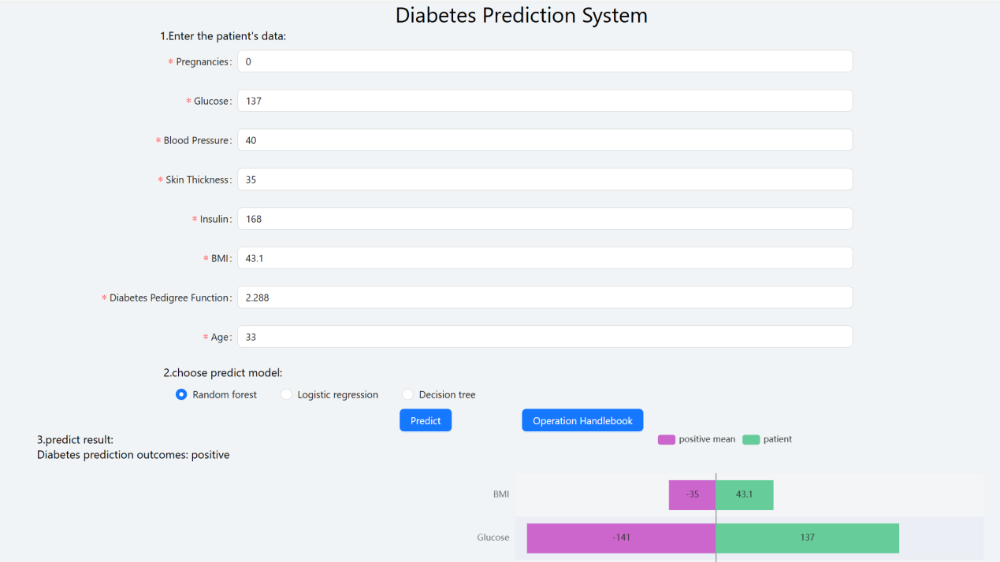 Diabetes Prediction System
1.Enter the patient's data:
* Pregnancies: 0
* Glucose: 137
* Blood Pressure: 40
* Skin Thickness: 35
* Insulin: 168
* BMI: 43.1
* Diabetes Pedigree Function: 2.288
* Age: 33
2.choose predict model:
Random forest Logistic regression Decision tree
Predict Operation Handlebook
3.predict result:
Diabetes prediction outcomes: positive
positive mean patient
BMI -35 43.1
Glucose -141 137